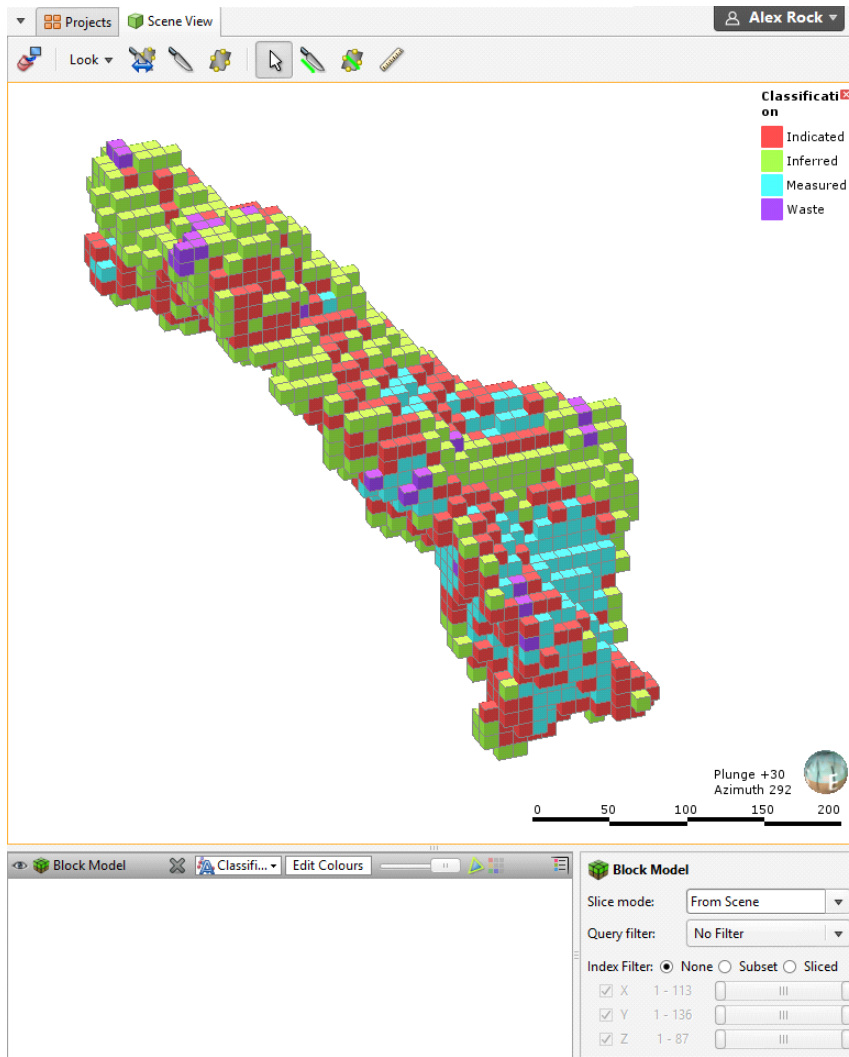 Projects
Scene View
Alex Rock
Look
Classificati
on
Indicated
Inferred
Measured
Waste
Plunge +30
Azimuth 292
E
0 50 100 150 200
Block Model
Classifi...
Edit Colours
Block Model
Slice mode: From Scene
Query filter: No Filter
Index Filter: None Subset Sliced
X 1 - 113
Y 1 - 136
Z 1 - 87